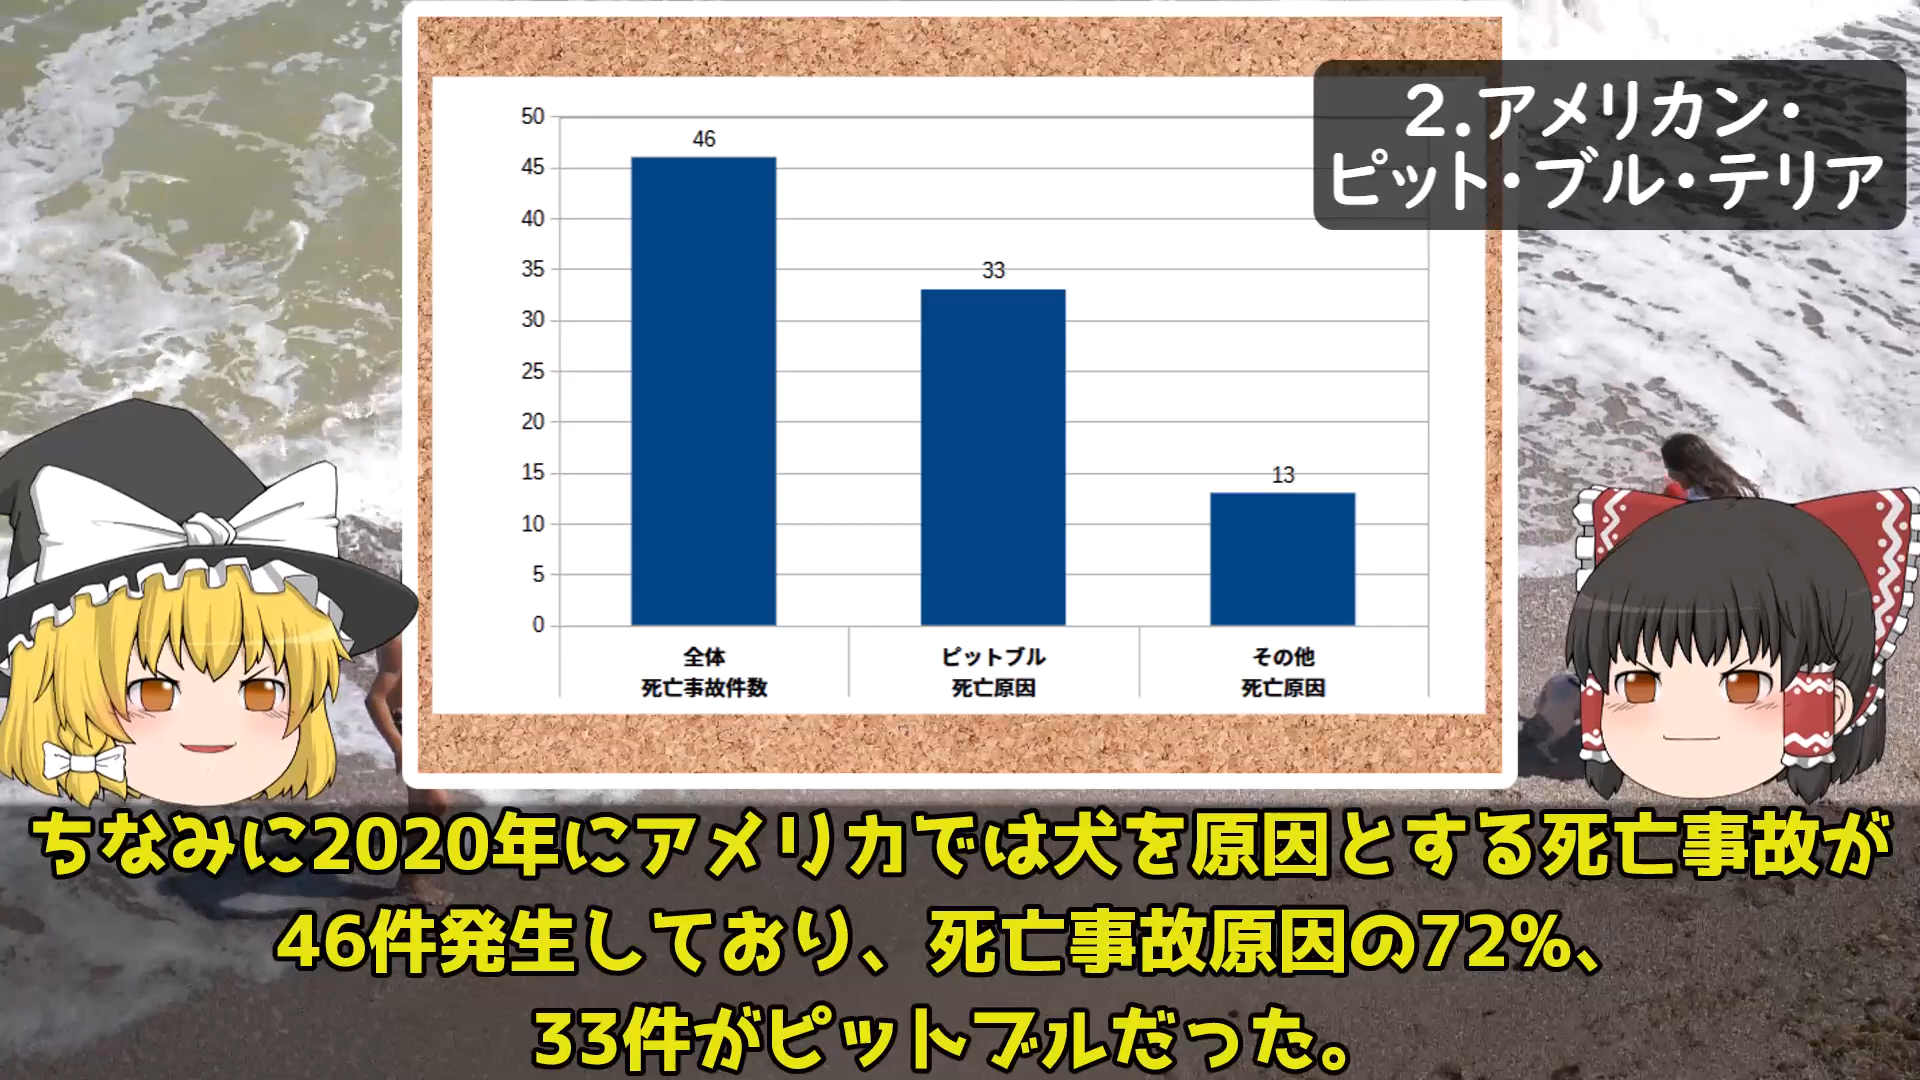 2.アメリカン・
ピット・ブル・テリア
50
45
40
35
30
25
20
15
10
5
0
46
33
13
全体
死亡事故件数
ピットブル
死亡原因
その他
死亡原因
ちなみに2020年にアメリカでは犬を原因とする死亡事故が
46件発生しており、死亡事故原因の72%、
33件がピットブルだった。